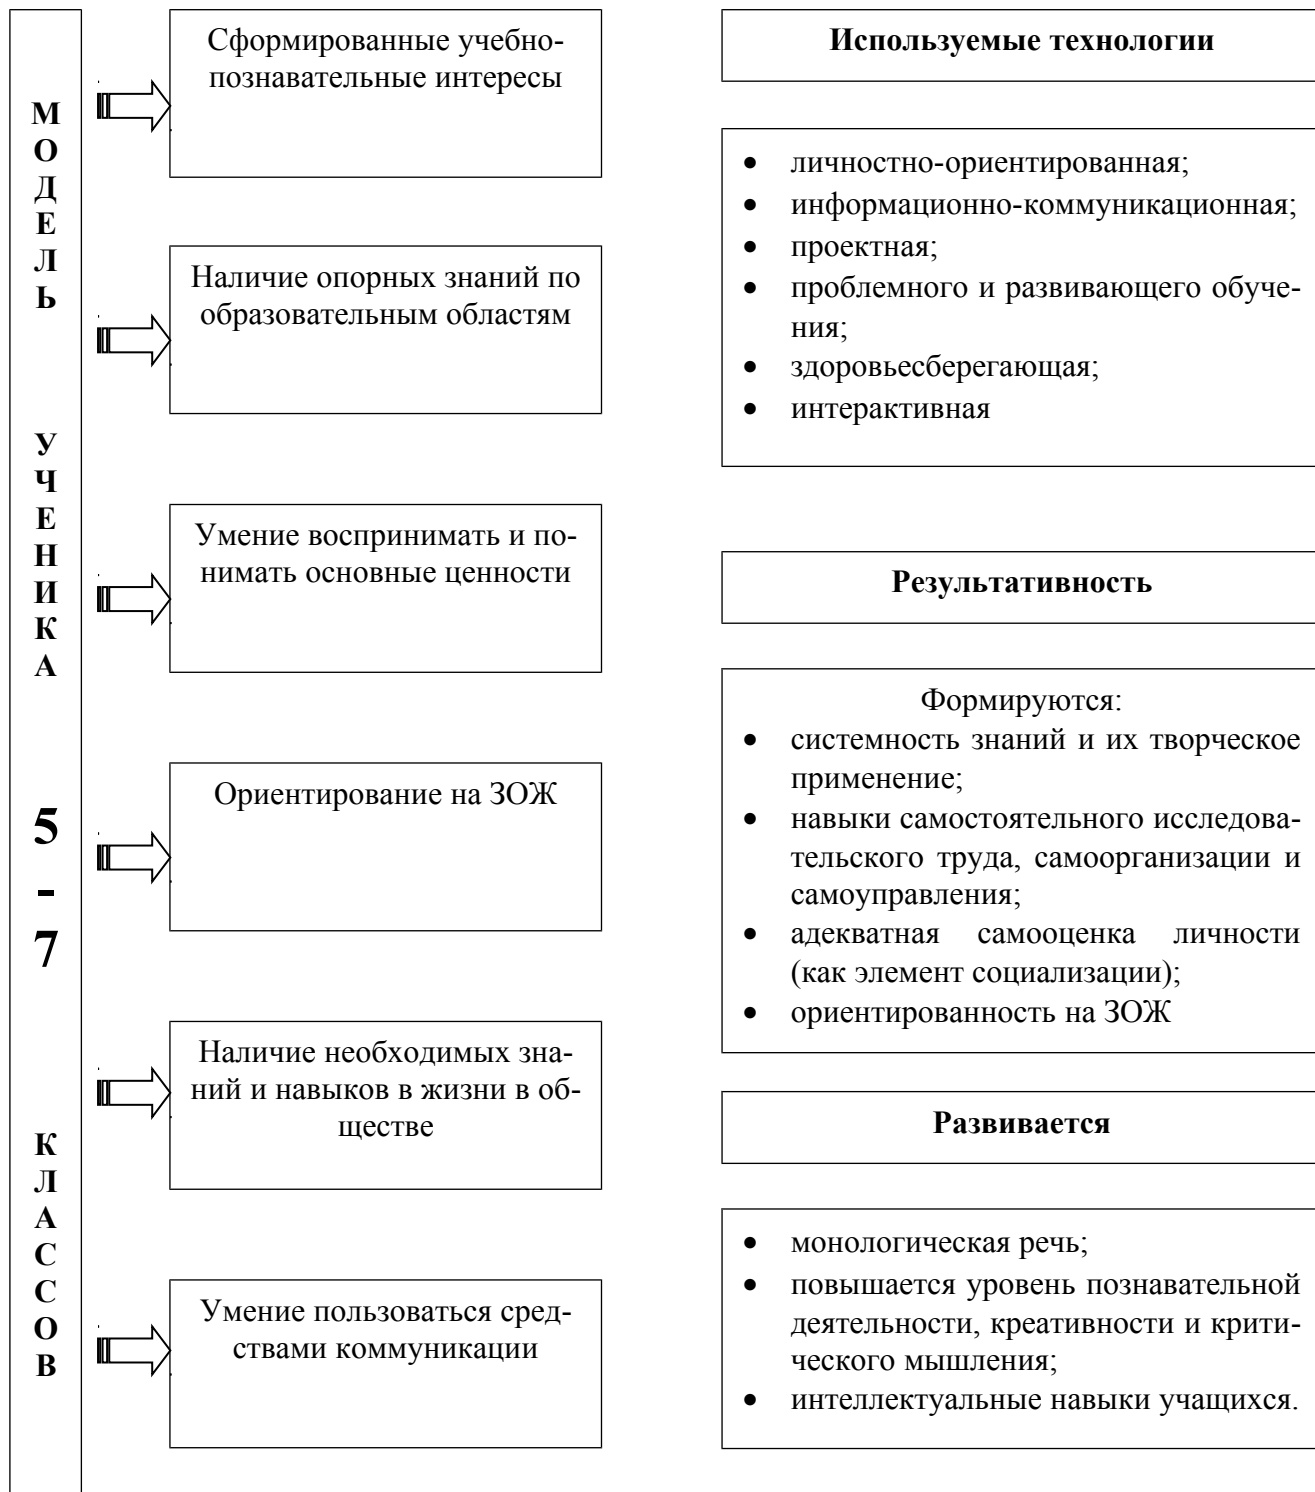 МОДЕЛЬ
УЧЕНИКА
5-7
КЛАССОВ
Сформированные учебно-
познавательные интересы
Наличие опорных знаний по
образовательным областям
Умение воспринимать и по-
нимать основные ценности
Ориентирование на ЗОЖ
Наличие необходимых зна-
ний и навыков в жизни в об-
ществе
Умение пользоваться сред-
ствами коммуникации
Используемые технологии
• личностно-ориентированная;
• информационно-коммуникационная;
• проектная;
• проблемного и развивающего обуче-
ния;
• здоровьесберегающая;
• интерактивная
Результативность
Формируются:
• системность знаний и их творческое
применение;
• навыки самостоятельного исследова-
тельского труда, самоорганизации и
самоуправления;
• адекватная самооценка личности
(как элемент социализации);
• ориентированность на ЗОЖ
Развивается
• монологическая речь;
• повышается уровень познавательной
деятельности, креативности и крити-
ческого мышления;
• интеллектуальные навыки учащихся.